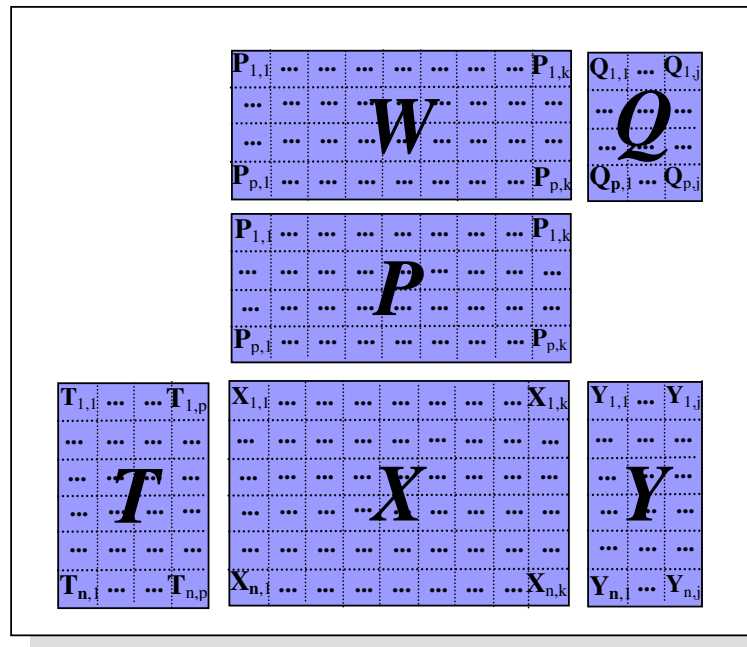 P1,1 ... ... ... ... ... ... ... P1,k
... ... ... ... ... ... ... ...
W
... ... ... ... ... ... ... ...
Pp,1 ... ... ... ... ... ... ... Pp,k
Q1,1 ... Q1,j
... ... ...
Q
... ... ...
Qp,1 ... Qp,j
P1,1 ... ... ... ... ... ... ... P1,k
... ... ... ... ... ... ... ... ...
P
... ... ... ... ... ... ... ... ...
Pp,1 ... ... ... ... ... ... ... Pp,k
T1,1 ... ... T1,p
... ... ... ...
... ... ... ...
T
... ... ... ...
... ... ... ...
Tn,1 ... ... Tn,p
X1,1 ... ... ... ... ... ... ... X1,k
... ... ... ... ... ... ... ... ...
... ... ... ... ... ... ... ... ...
X
... ... ... ... ... ... ... ... ...
... ... ... ... ... ... ... ... ...
Xn,1 ... ... ... ... ... ... ... Xn,k
Y1,1 ... Y1,j
... ... ...
... ... ...
Y
... ... ...
... ... ...
Yn,1 ... Yn,j